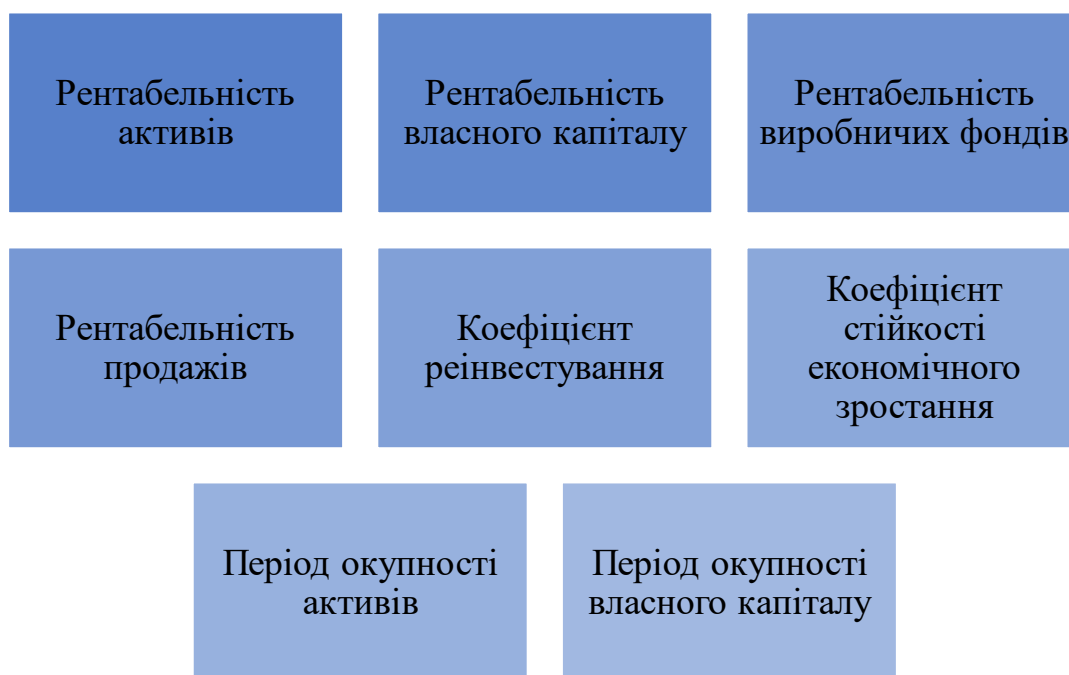 Рентабельність
активів
Рентабельність
власного капіталу
Рентабельність
виробничих фондів
Рентабельність
продажів
Коефіцієнт
реінвестування
Коефіцієнт
стійкості
економічного
зростання
Період окупності
активів
Період окупності
власного капіталу